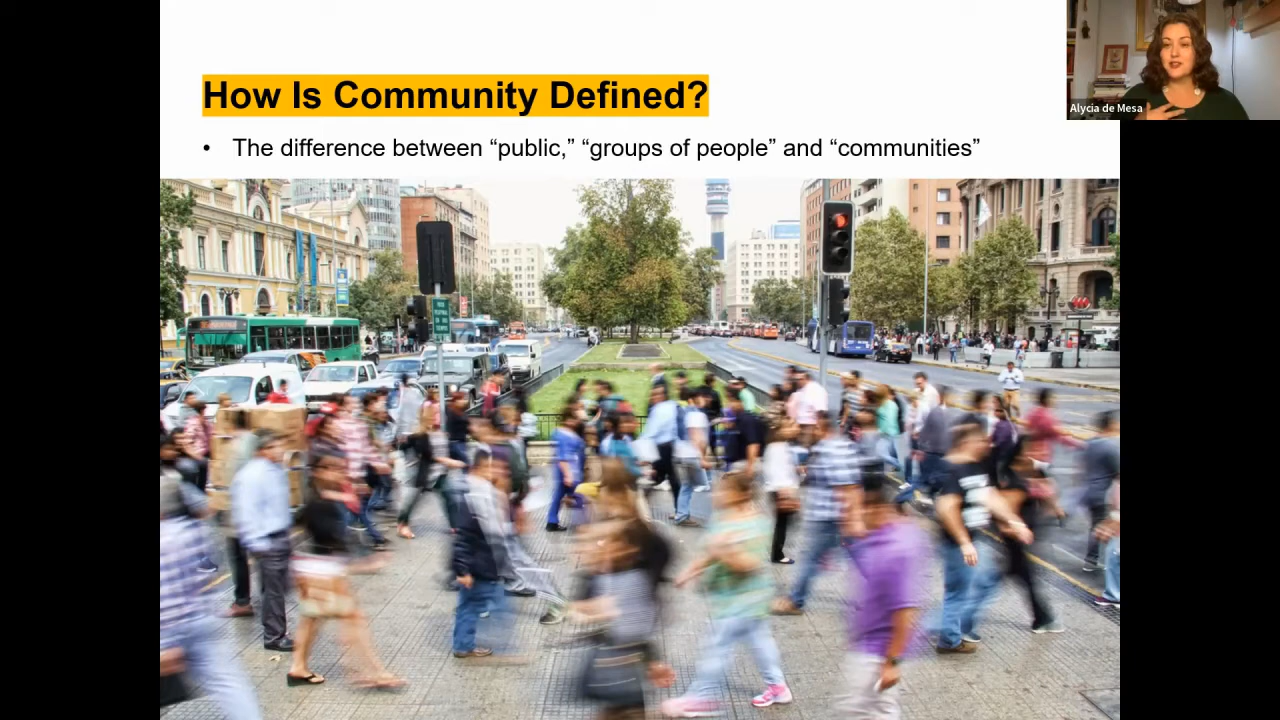 How Is Community Defined?
• The difference between “public,” “groups of people” and “communities”
Alycia de Mesa